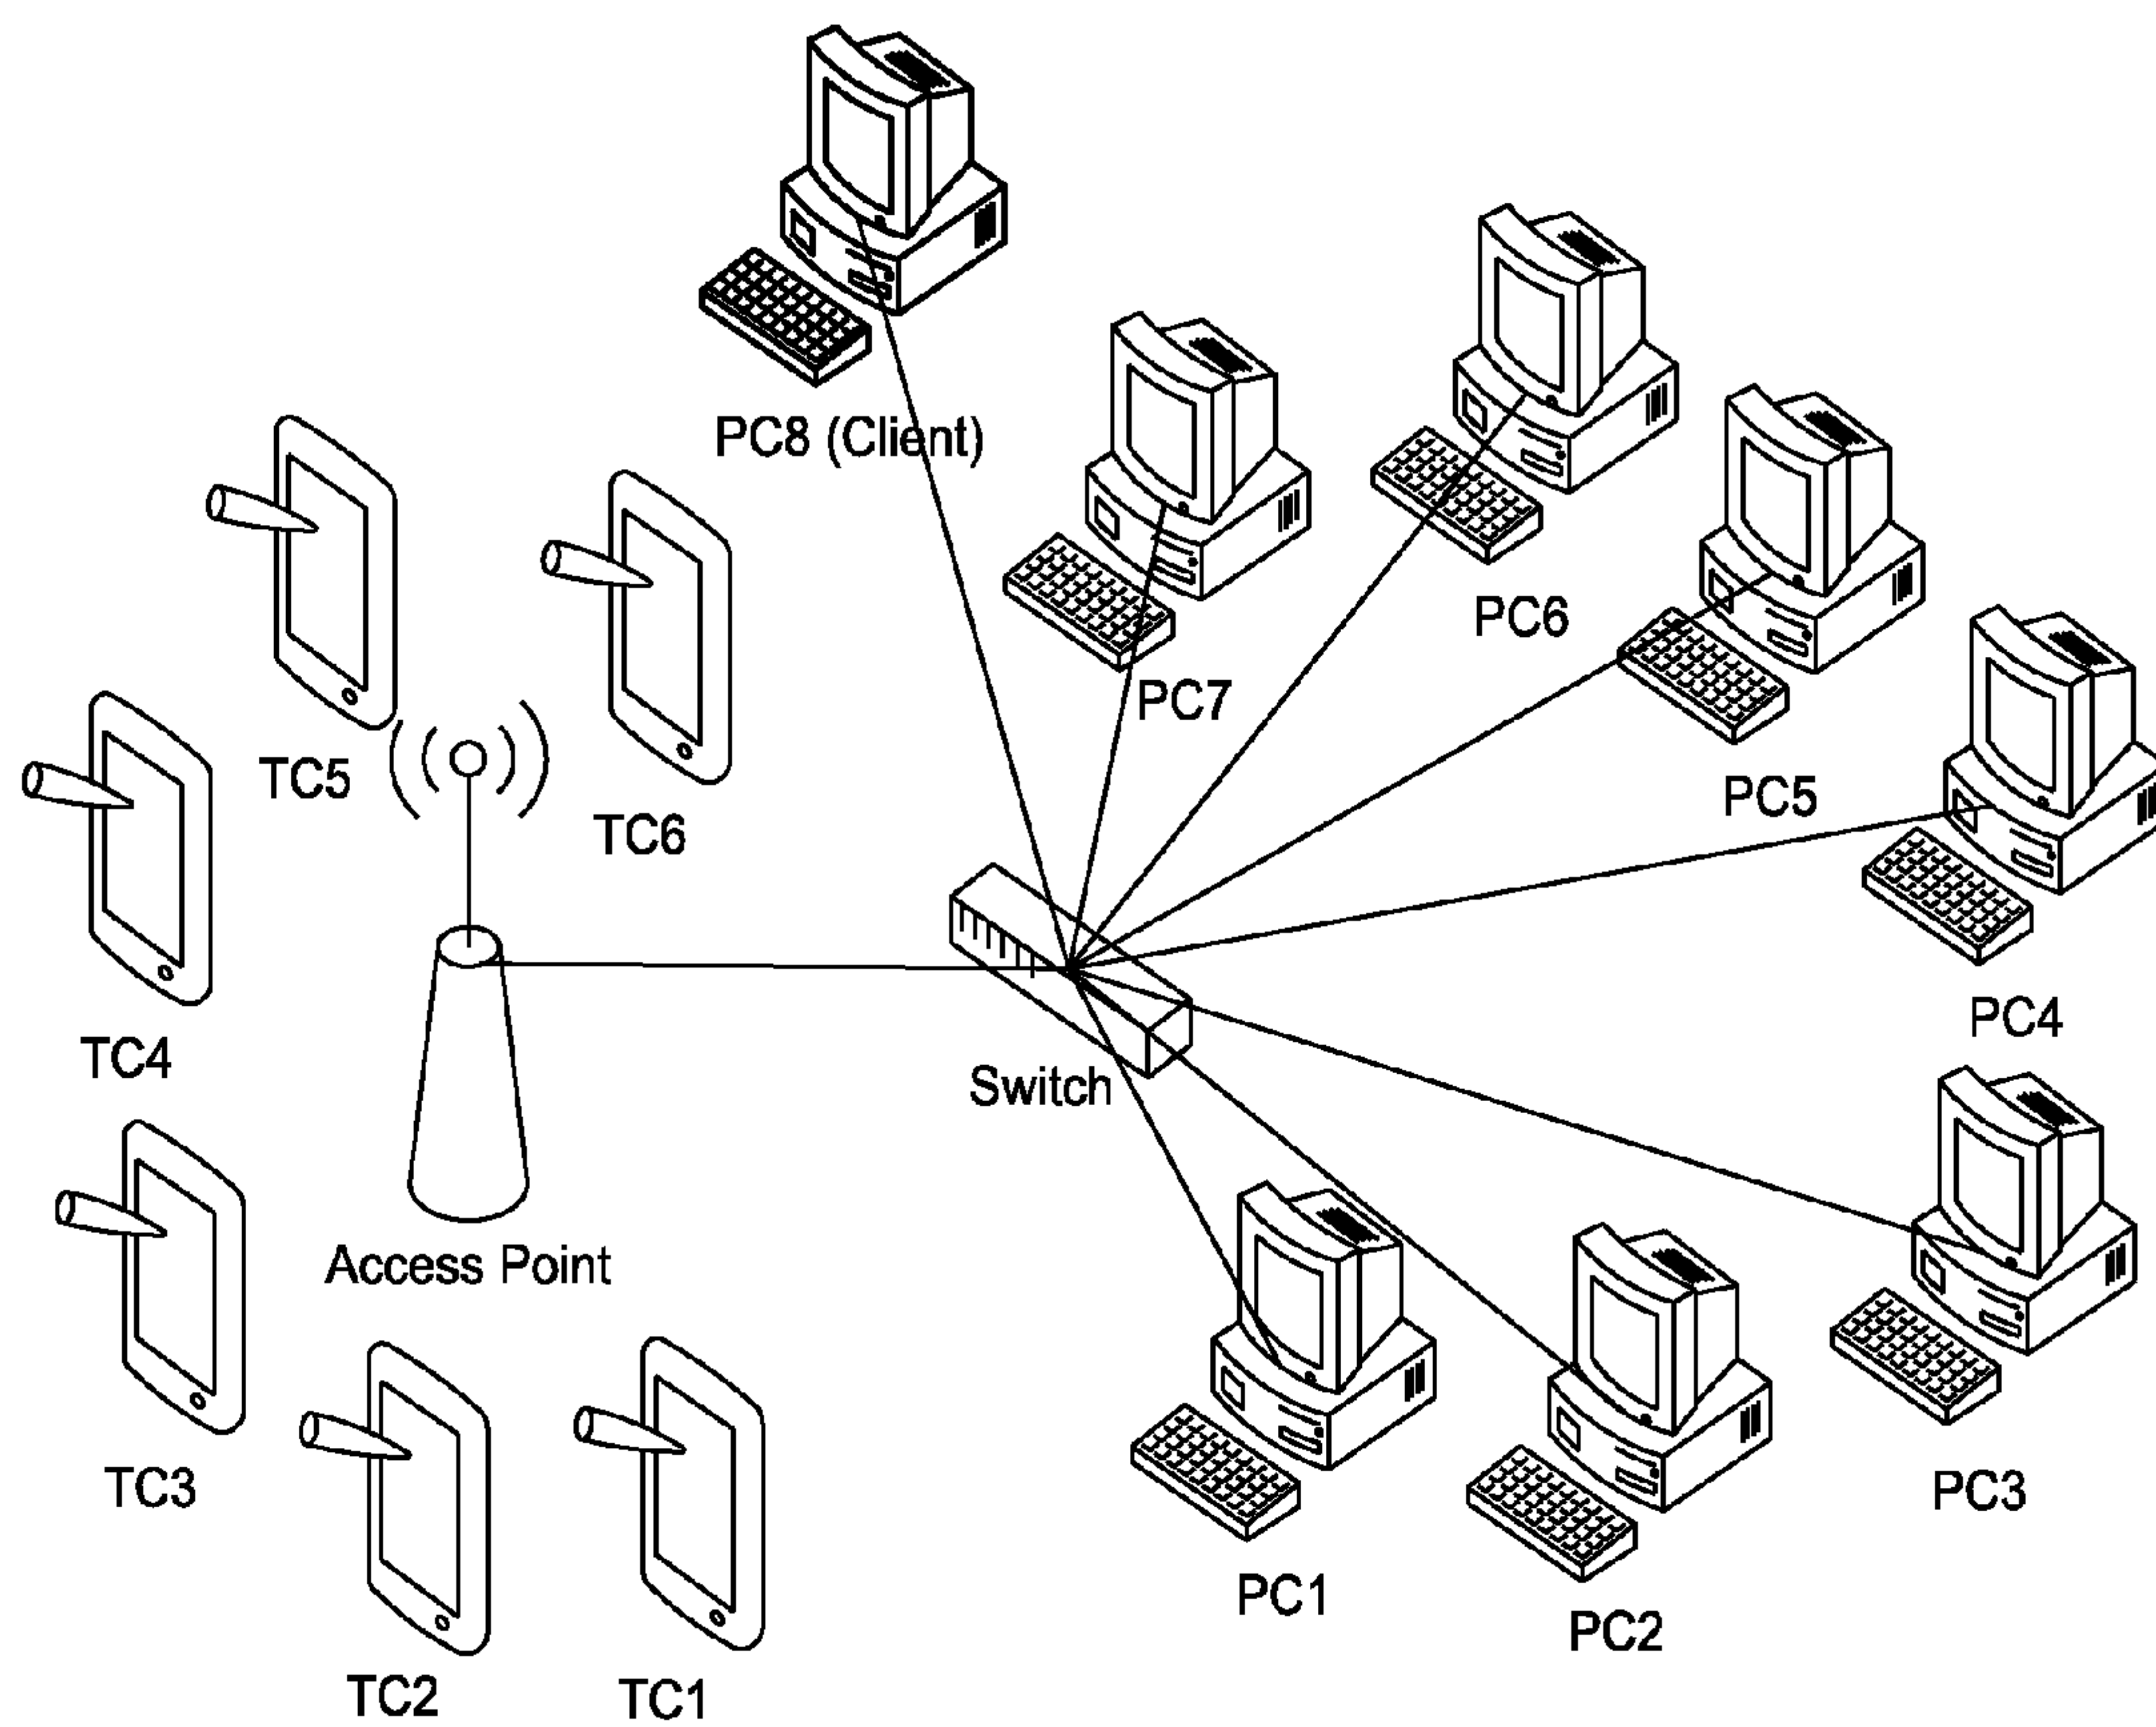 PC8 (Client)
PC6
PC7
TC5
PC5
TC6
PC4
TC4
Switch
Access Point
TC3
PC3
PC1
PC2
TC2
TC1